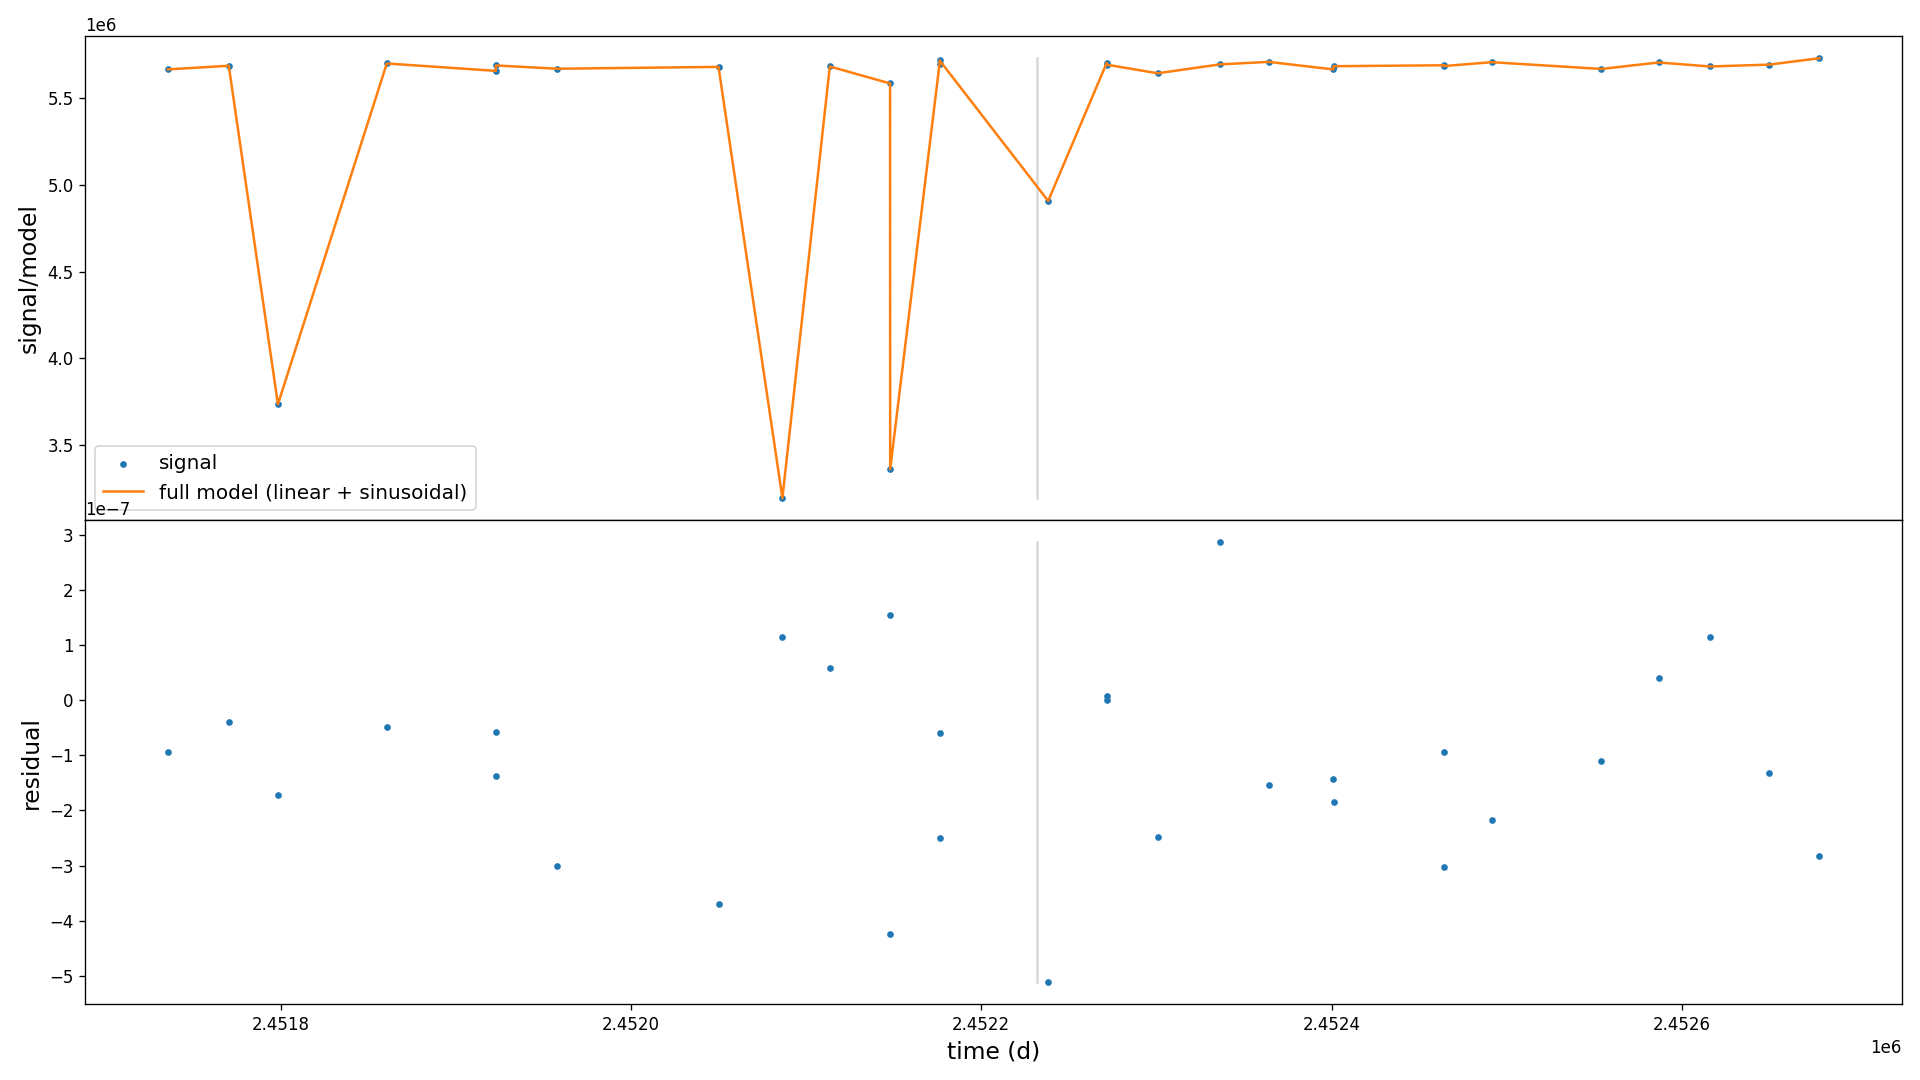 1e6
5.5
5.0
4.5
4.0
3.5
signal/model
signal
full model (linear + sinusoidal)
1e−7
3
2
1
0
−1
−2
−3
−4
−5
residual
2.4518
2.4520
2.4522
2.4524
2.4526
time (d)
1e6